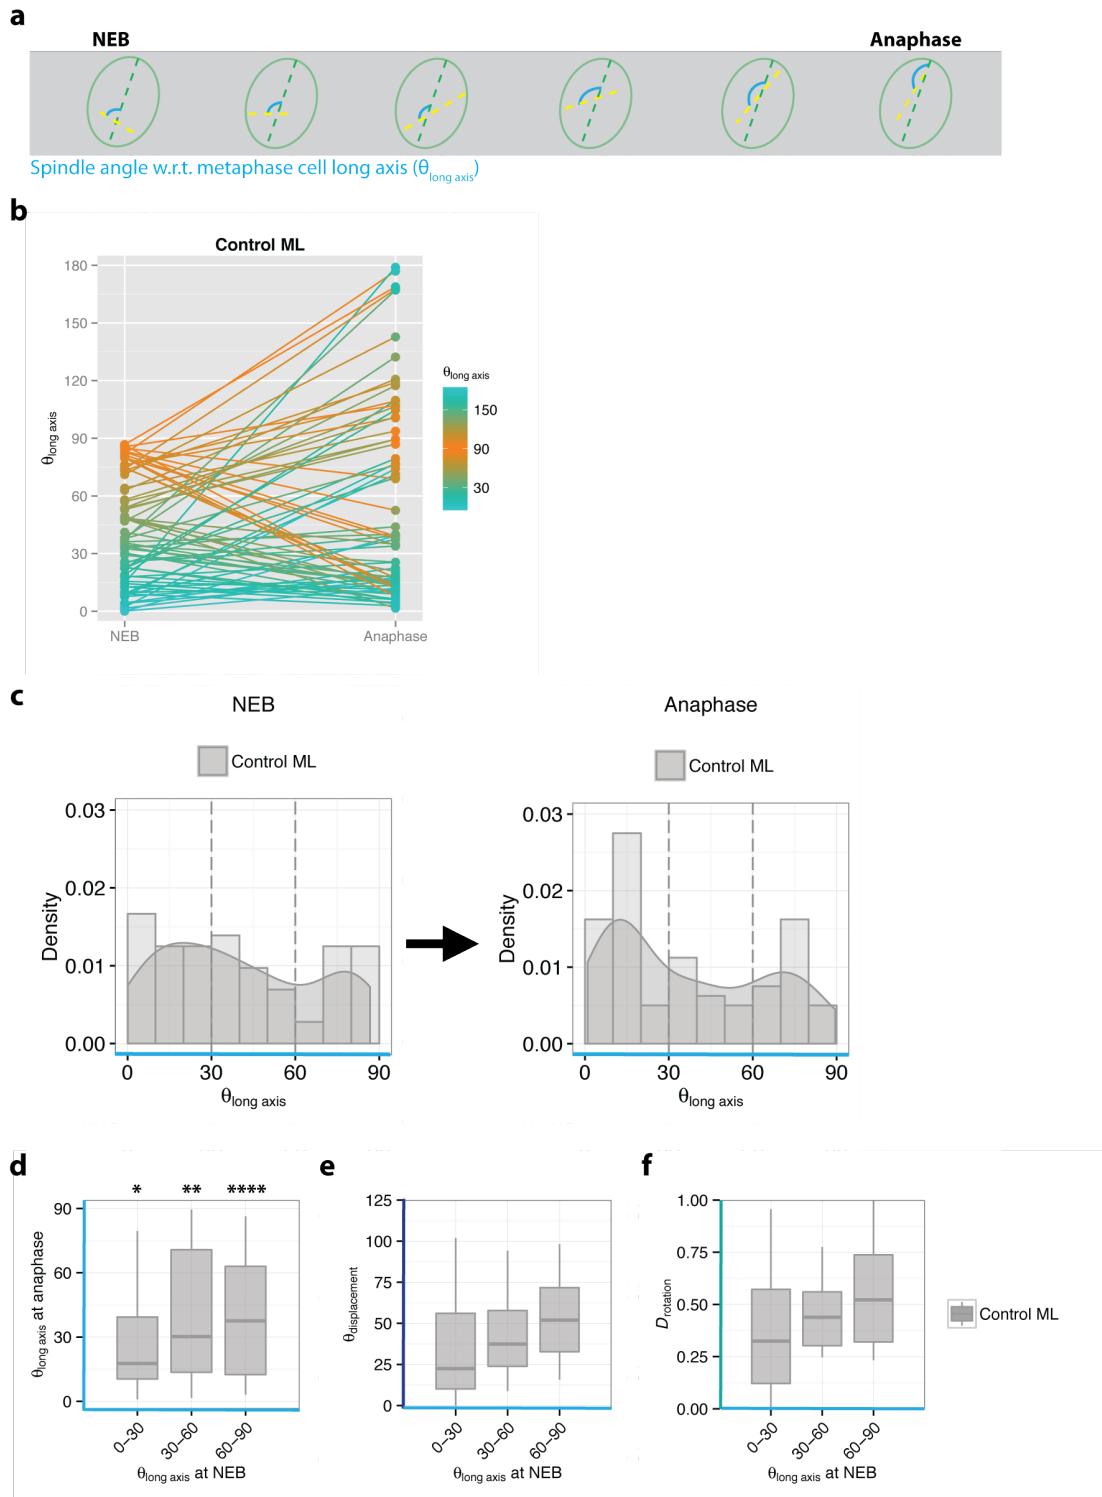 a
NEB
Anaphase
Spindle angle w.r.t. metaphase cell long axis (θlong axis)
b
Control ML
180
150
120
90
60
30
0
θlong axis
NEB
Anaphase
θlong axis
150
90
30
c
NEB
Anaphase
Control ML
Control ML
0.03
0.02
0.01
0.00
Density
0
30
60
90
θlong axis
0.03
0.02
0.01
0.00
Density
0
30
60
90
θlong axis
d
* ** ****
90
60
30
0
θlong axis at anaphase
0–30
30–60
60–90
θlong axis at NEB
e
125
100
75
50
25
0
θdisplacement
0–30
30–60
60–90
θlong axis at NEB
f
1.00
0.75
0.50
0.25
0.00
Drotation
0–30
30–60
60–90
θlong axis at NEB
Control ML